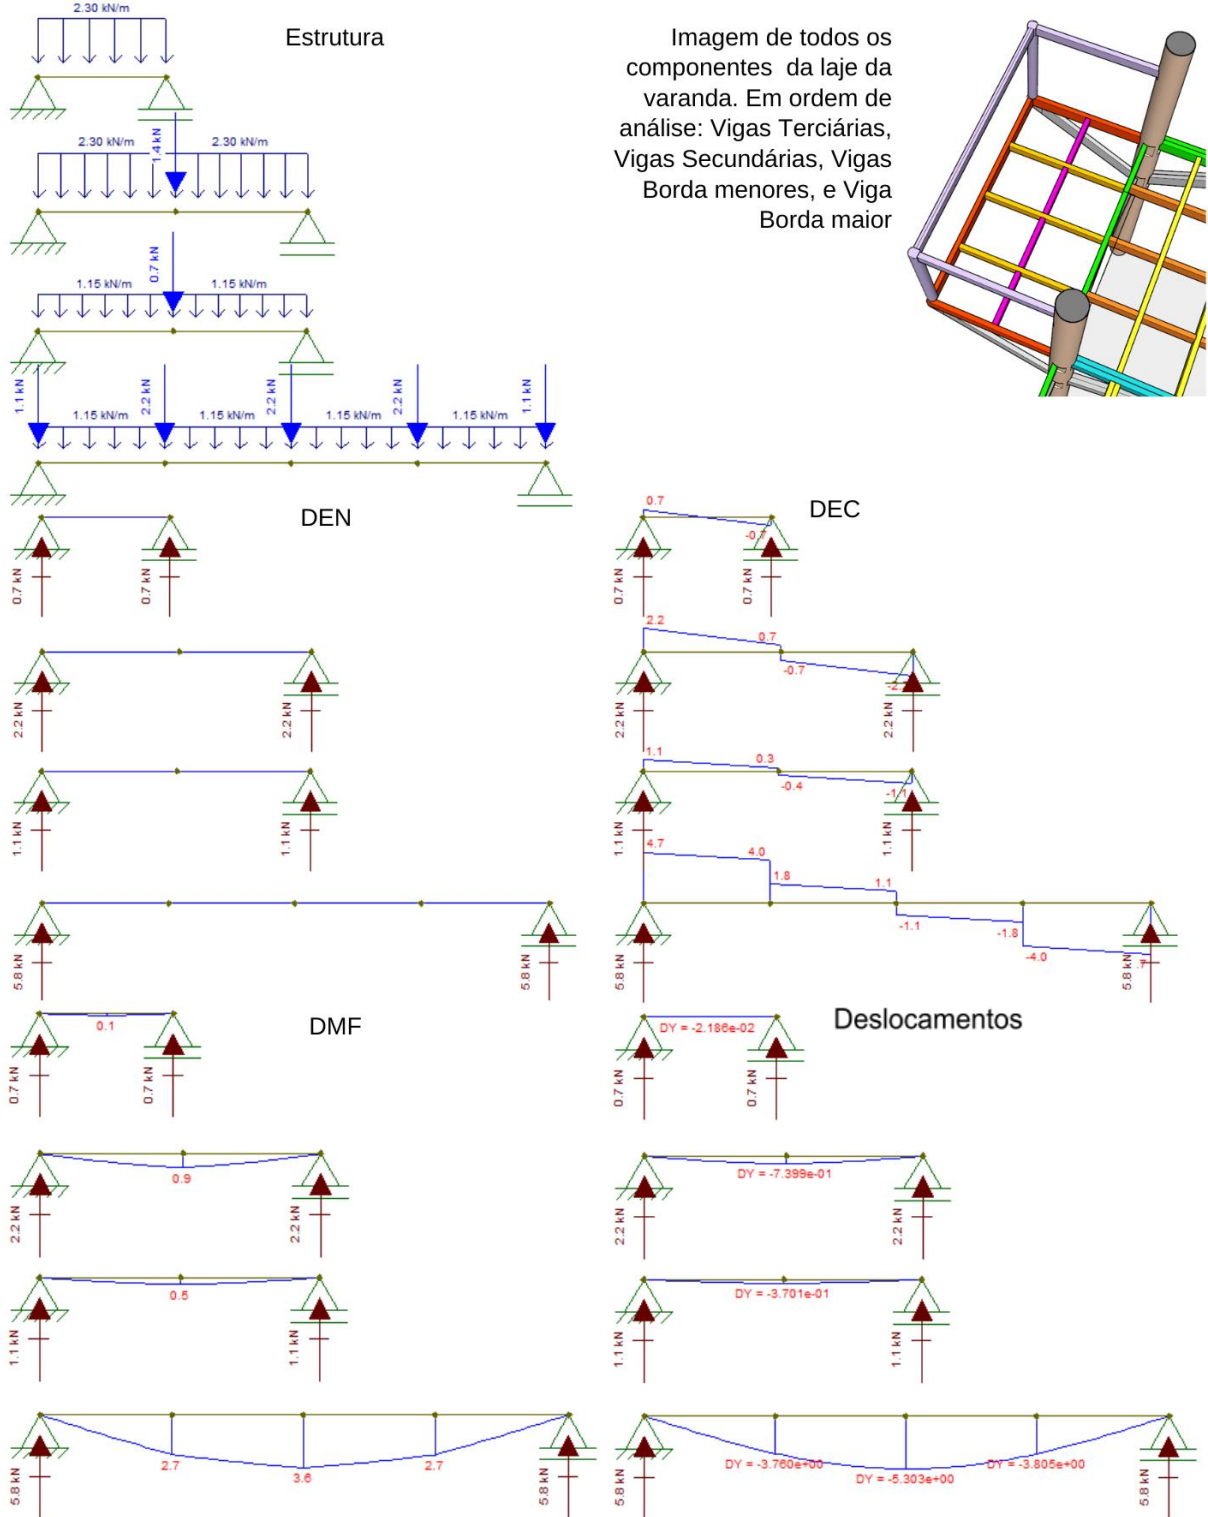 2.30 kN/m
Estrutura
Imagem de todos os
componentes da laje da
varanda. Em ordem de
análise: Vigas Terciárias,
Vigas Secundárias, Vigas
Borda menores, e Viga
Borda maior
1.4 kN
2.30 kN/m 2.30 kN/m
0.7 kN
1.15 kN/m 1.15 kN/m
1.1 kN 2.2 kN 2.2 kN 2.2 kN 1.1 kN
1.15 kN/m 1.15 kN/m 1.15 kN/m 1.15 kN/m
DEN
0.7 kN 0.7 kN
2.2 kN 2.2 kN
1.1 kN 1.1 kN
5.8 kN 5.8 kN
DEC
0.7
-0.7
0.7 kN 0.7 kN
2.2 0.7
-0.7
2.2 kN 2.2 kN
1.1 0.3
-0.4 -1.1
1.1 kN 1.1 kN
4.7 4.0
1.8 1.1
-1.1 -1.8
-4.0
5.8 kN 5.8 kN
DMF
0.1
0.7 kN 0.7 kN
0.9
2.2 kN 2.2 kN
0.5
1.1 kN 1.1 kN
2.7 3.6 2.7
5.8 kN 5.8 kN
Deslocamentos
DY = -2.186e-02
0.7 kN 0.7 kN
DY = -7.399e-01
2.2 kN 2.2 kN
DY = -3.701e-01
1.1 kN 1.1 kN
DY = -3.760e+00 DY = -5.303e+00 DY = -3.805e+00
5.8 kN 5.8 kN